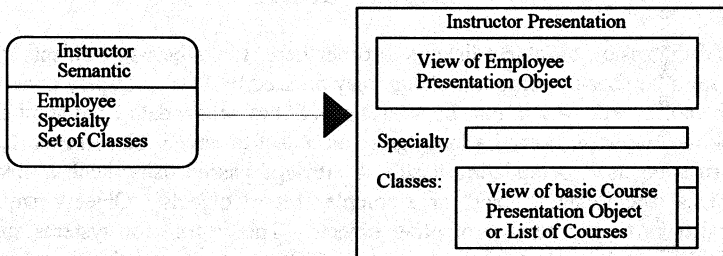 Instructor
Semantic
Employee
Specialty
Set of Classes
Instructor Presentation
View of Employee
Presentation Object
Specialty
Classes:
View of basic Course
Presentation Object
or List of Courses